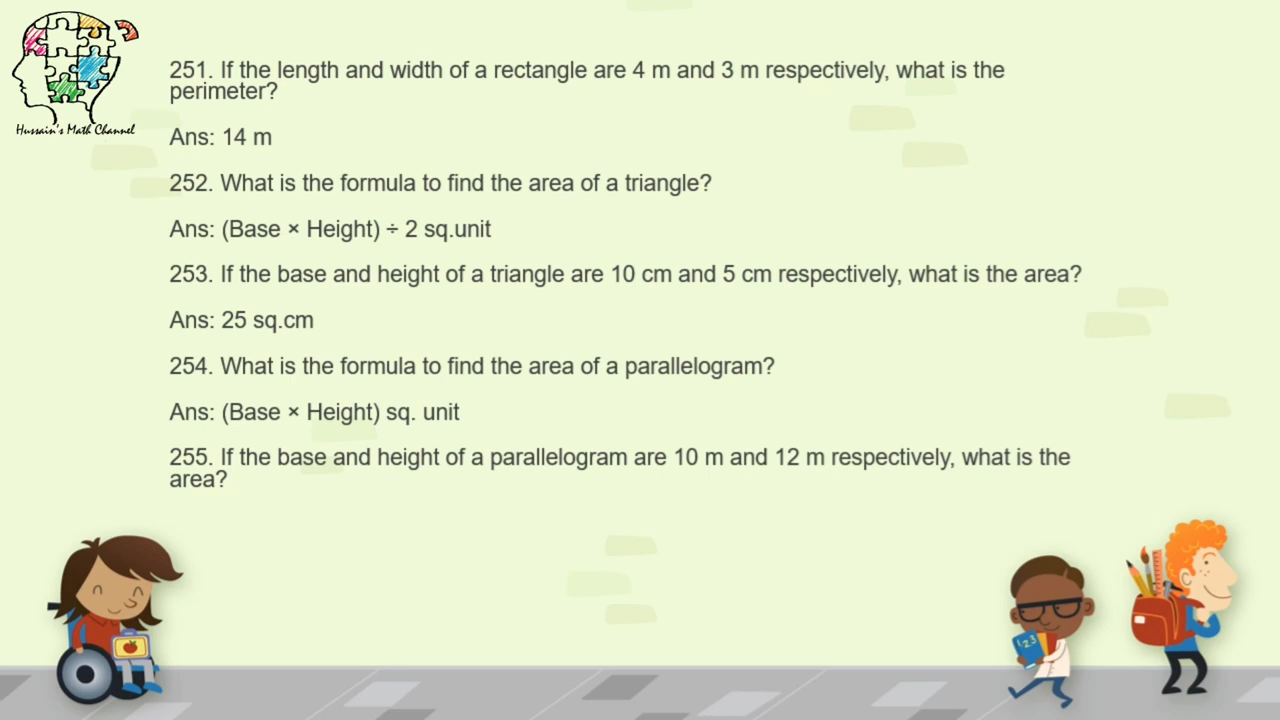 Hussain's Math Channel
251. If the length and width of a rectangle are 4 m and 3 m respectively, what is the
perimeter?
Ans: 14 m
252. What is the formula to find the area of a triangle?
Ans: (Base × Height) ÷ 2 sq.unit
253. If the base and height of a triangle are 10 cm and 5 cm respectively, what is the area?
Ans: 25 sq.cm
254. What is the formula to find the area of a parallelogram?
Ans: (Base × Height) sq. unit
255. If the base and height of a parallelogram are 10 m and 12 m respectively, what is the
area?
123